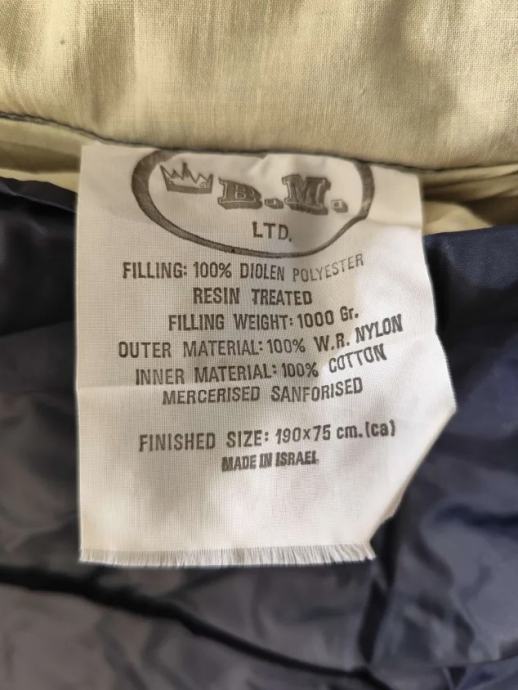 B.M.
LTD.
FILLING: 100% DIOLEN POLYESTER
RESIN TREATED
FILLING WEIGHT: 1000 Gr.
OUTER MATERIAL: 100% W.R. NYLON
INNER MATERIAL: 100% COTTON
MERCERISED SANFORISED
FINISHED SIZE: 190x75 cm. (ca)
MADE IN ISRAEL